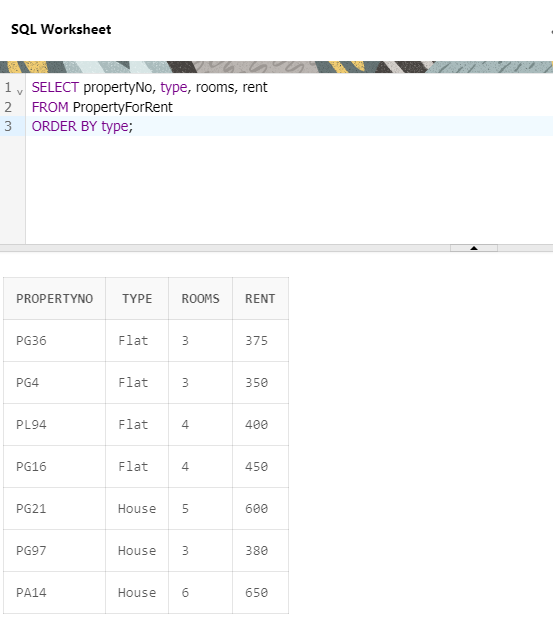 SQL Worksheet
1 SELECT propertyNo, type, rooms, rent
2 FROM PropertyForRent
3 ORDER BY type;
PROPERTYNO TYPE ROOMS RENT
PG36 Flat 3 375
PG4 Flat 3 350
PL94 Flat 4 400
PG16 Flat 4 450
PG21 House 5 600
PG97 House 3 380
PA14 House 6 650